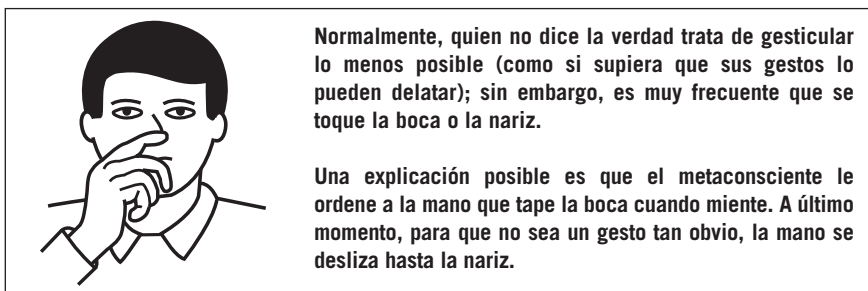 Normalmente, quien no dice la verdad trata de gesticular
lo menos posible (como si supiera que sus gestos lo
pueden delatar); sin embargo, es muy frecuente que se
toque la boca o la nariz.
Una explicación posible es que el metaconsciente le
ordene a la mano que tape la boca cuando miente. A último
momento, para que no sea un gesto tan obvio, la mano se
desliza hasta la nariz.